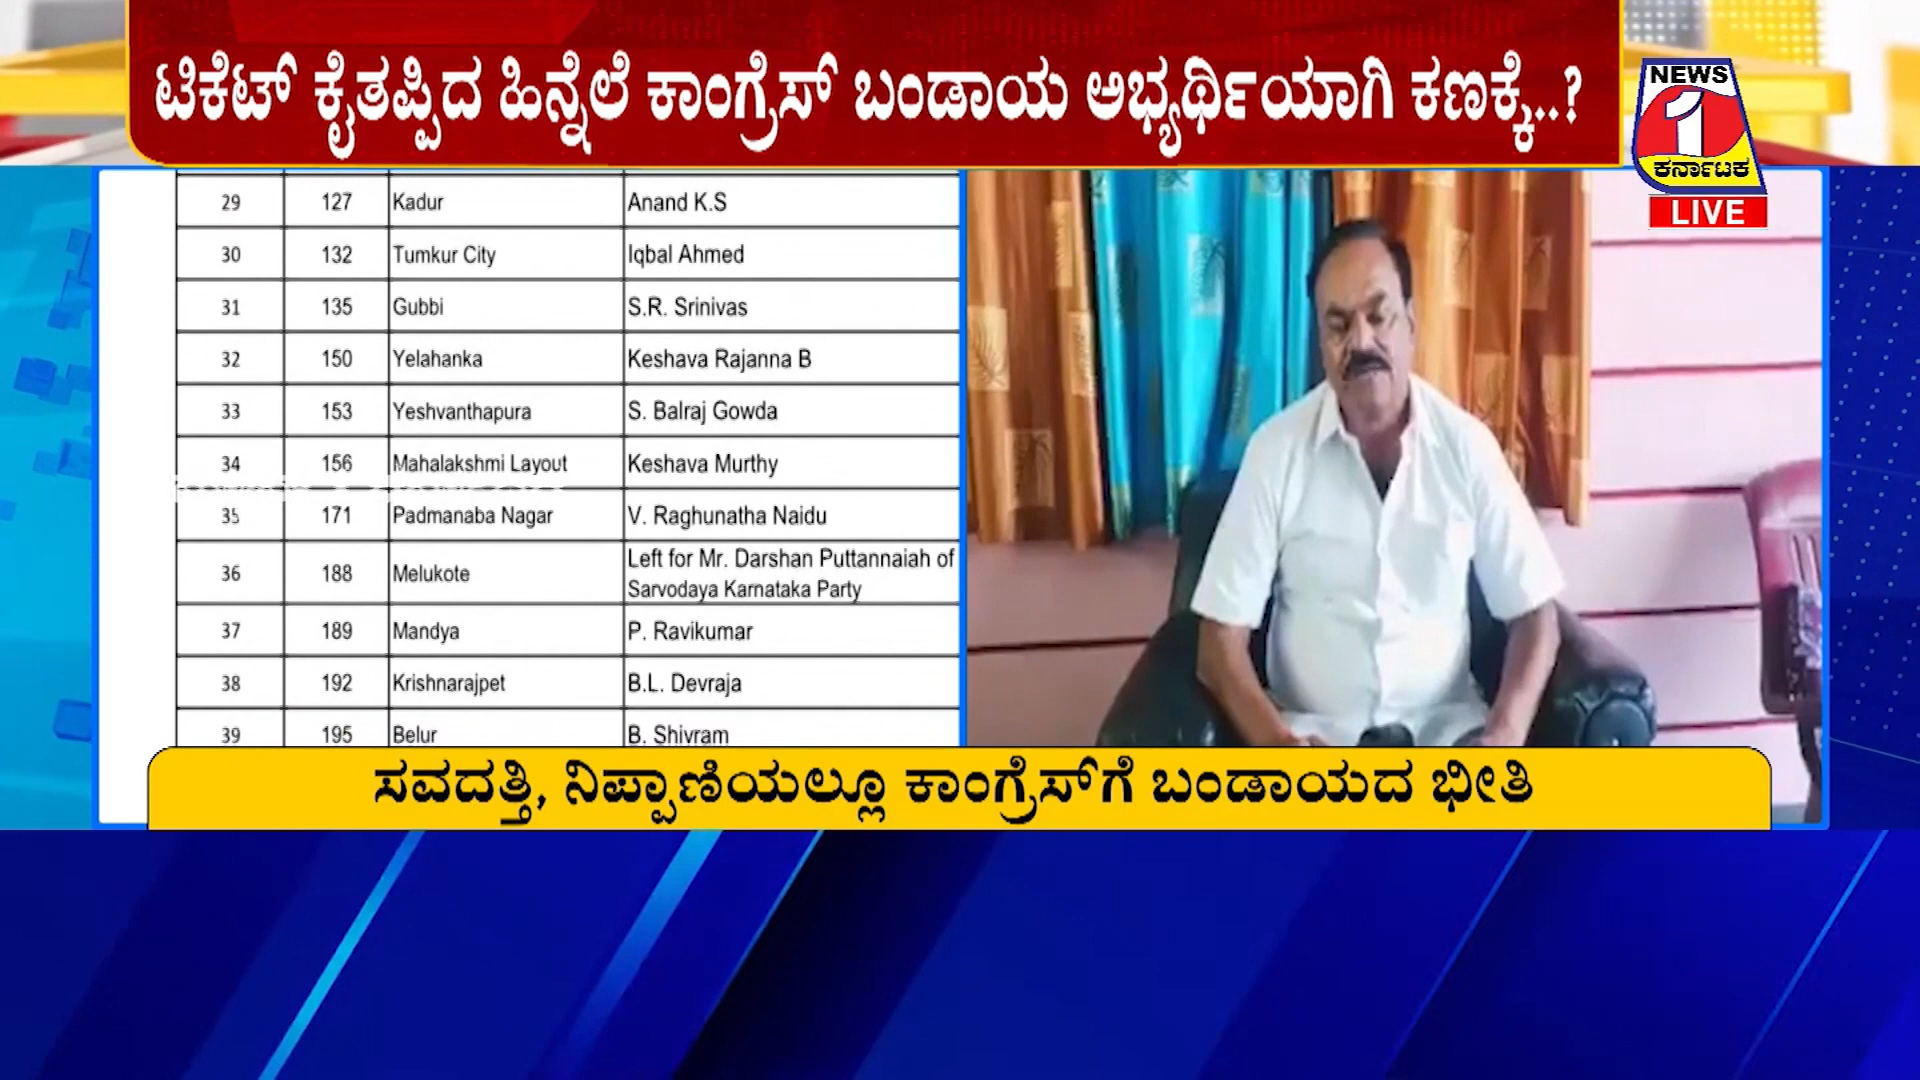 ಟಿಕೆಟ್ ಕೈತಪ್ಪಿದ ಹಿನ್ನೆಲೆ ಕಾಂಗ್ರೆಸ್ ಬಂಡಾಯ ಅಭ್ಯರ್ಥಿಯಾಗಿ ಕಣಕ್ಕೆ..?
NEWS
1
ಕರ್ನಾಟಕ
LIVE
29 127 Kadur Anand K.S
30 132 Tumkur City Iqbal Ahmed
31 135 Gubbi S.R. Srinivas
32 150 Yelahanka Keshava Rajanna B
33 153 Yeshvanthapura S. Balraj Gowda
34 156 Mahalakshmi Layout Keshava Murthy
35 171 Padmanaba Nagar V. Raghunatha Naidu
36 188 Melukote Left for Mr. Darshan Puttannaiah of
Sarvodaya Karnataka Party
37 189 Mandya P. Ravikumar
38 192 Krishnarajpet B.L. Devraja
39 195 Belur B. Shivram
ಸವದತ್ತಿ, ನಿಪ್ಪಾಣಿಯಲ್ಲೂ ಕಾಂಗ್ರೆಸ್‌ಗೆ ಬಂಡಾಯದ ಭೀತಿ